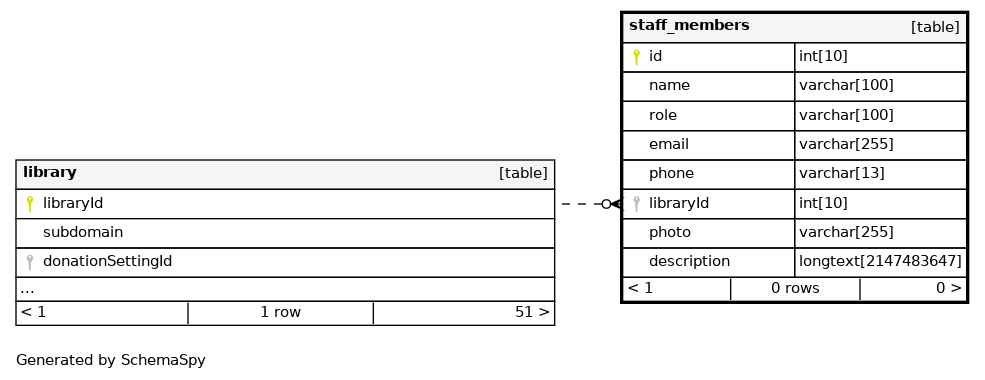 staff_members [table]
id int[10]
name varchar[100]
role varchar[100]
email varchar[255]
phone varchar[13]
libraryId int[10]
photo varchar[255]
description longtext[2147483647]
< 1 0 rows 0 >
library [table]
libraryId
subdomain
donationSettingId
...
< 1 1 row 51 >
Generated by SchemaSpy